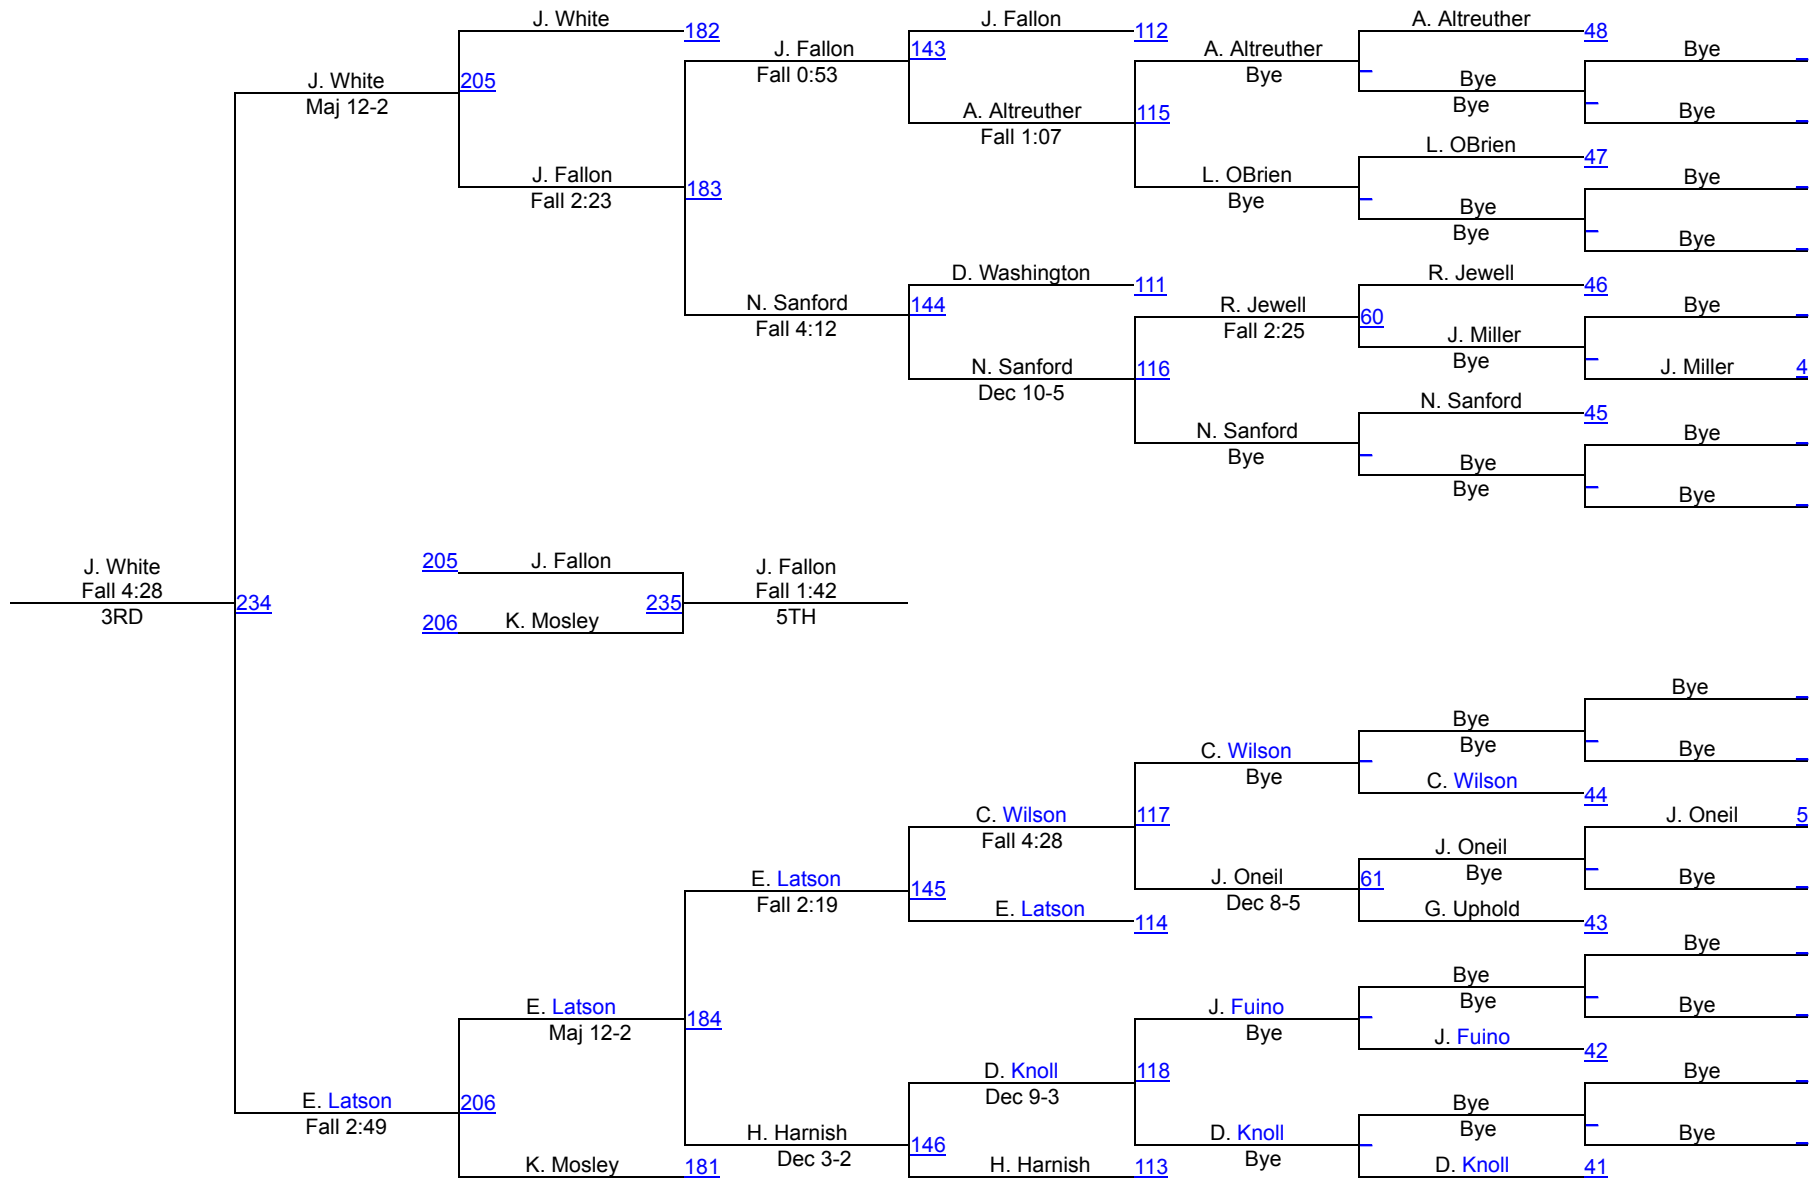 J. White
182
J. Fallon
112
A. Altreuther
48
J. Fallon
Fall 0:53
143
A. Altreuther
Bye
Bye
J. White
Maj 12-2
205
Bye
Bye
A. Altreuther
Fall 1:07
115
Bye
L. OBrien
47
J. Fallon
Fall 2:23
183
L. OBrien
Bye
Bye
Bye
Bye
Bye
D. Washington
111
R. Jewell
46
N. Sanford
Fall 4:12
144
R. Jewell
Fall 2:25
60
Bye
J. Miller
Bye
N. Sanford
Dec 10-5
116
J. Miller
4
N. Sanford
45
N. Sanford
Bye
Bye
Bye
Bye
Bye
J. White
Fall 4:28
3RD
234
205
J. Fallon
206
K. Mosley
235
J. Fallon
Fall 1:42
5TH
Bye
Bye
Bye
C. Wilson
Bye
Bye
C. Wilson
44
C. Wilson
Fall 4:28
117
J. Oneil
5
J. Oneil
Bye
E. Latson
Fall 2:19
145
J. Oneil
Dec 8-5
61
Bye
E. Latson
114
G. Uphold
43
Bye
Bye
Bye
E. Latson
Maj 12-2
184
J. Fuino
Bye
Bye
J. Fuino
42
D. Knoll
Dec 9-3
118
Bye
E. Latson
Fall 2:49
206
Bye
Bye
H. Harnish
Dec 3-2
146
D. Knoll
Bye
Bye
K. Mosley
181
H. Harnish
113
D. Knoll
41